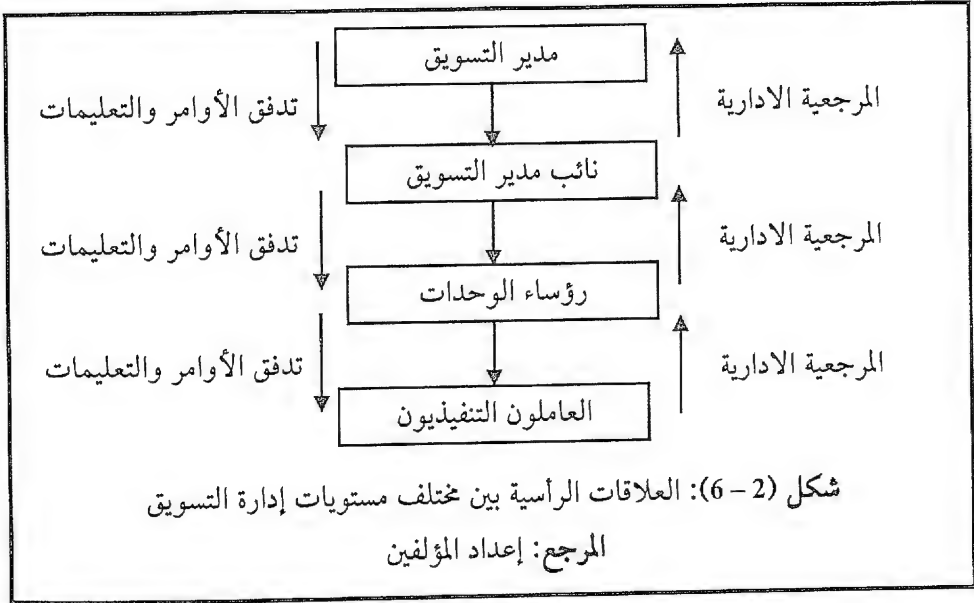 مدير التسويق
المرجعية الادارية
تدفق الأوامر والتعليمات
نائب مدير التسويق
المرجعية الادارية
تدفق الأوامر والتعليمات
رؤساء الوحدات
المرجعية الادارية
تدفق الأوامر والتعليمات
العاملون التنفيذيون
شكل (2 – 6): العلاقات الرأسية بين مختلف مستويات إدارة التسويق
المرجع: إعداد المؤلفين